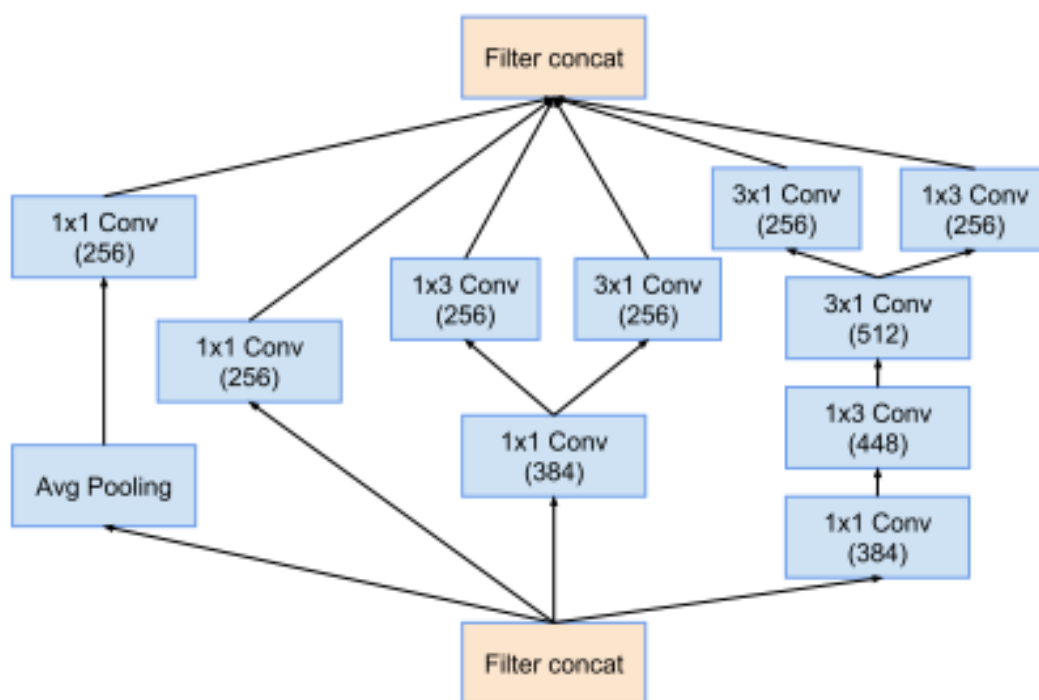 Filter concat
3x1 Conv
(256)
1x3 Conv
(256)
1x1 Conv
(256)
1x3 Conv
(256)
3x1 Conv
(256)
3x1 Conv
(512)
1x1 Conv
(256)
1x3 Conv
(448)
1x1 Conv
(384)
Avg Pooling
1x1 Conv
(384)
Filter concat